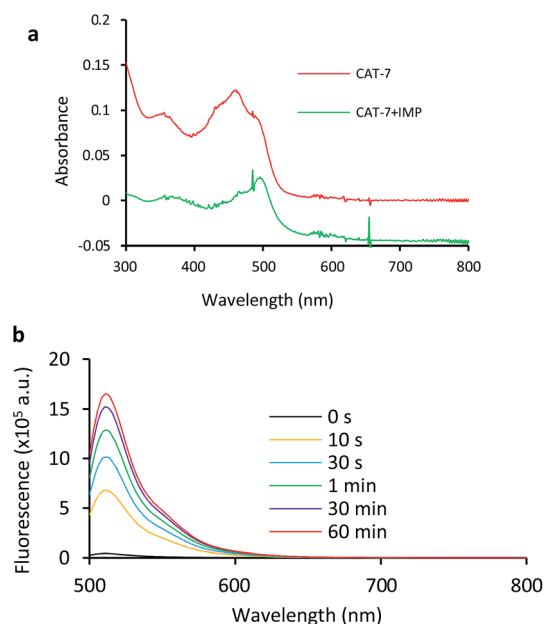 a
Absorbance
0.2
0.15
0.1
0.05
0
-0.05
300
400
500
600
700
800
Wavelength (nm)
CAT-7
CAT-7+IMP
b
Fluorescence (x10⁵ a.u.)
20
15
10
5
0
500
600
700
800
Wavelength (nm)
0 s
10 s
30 s
1 min
30 min
60 min